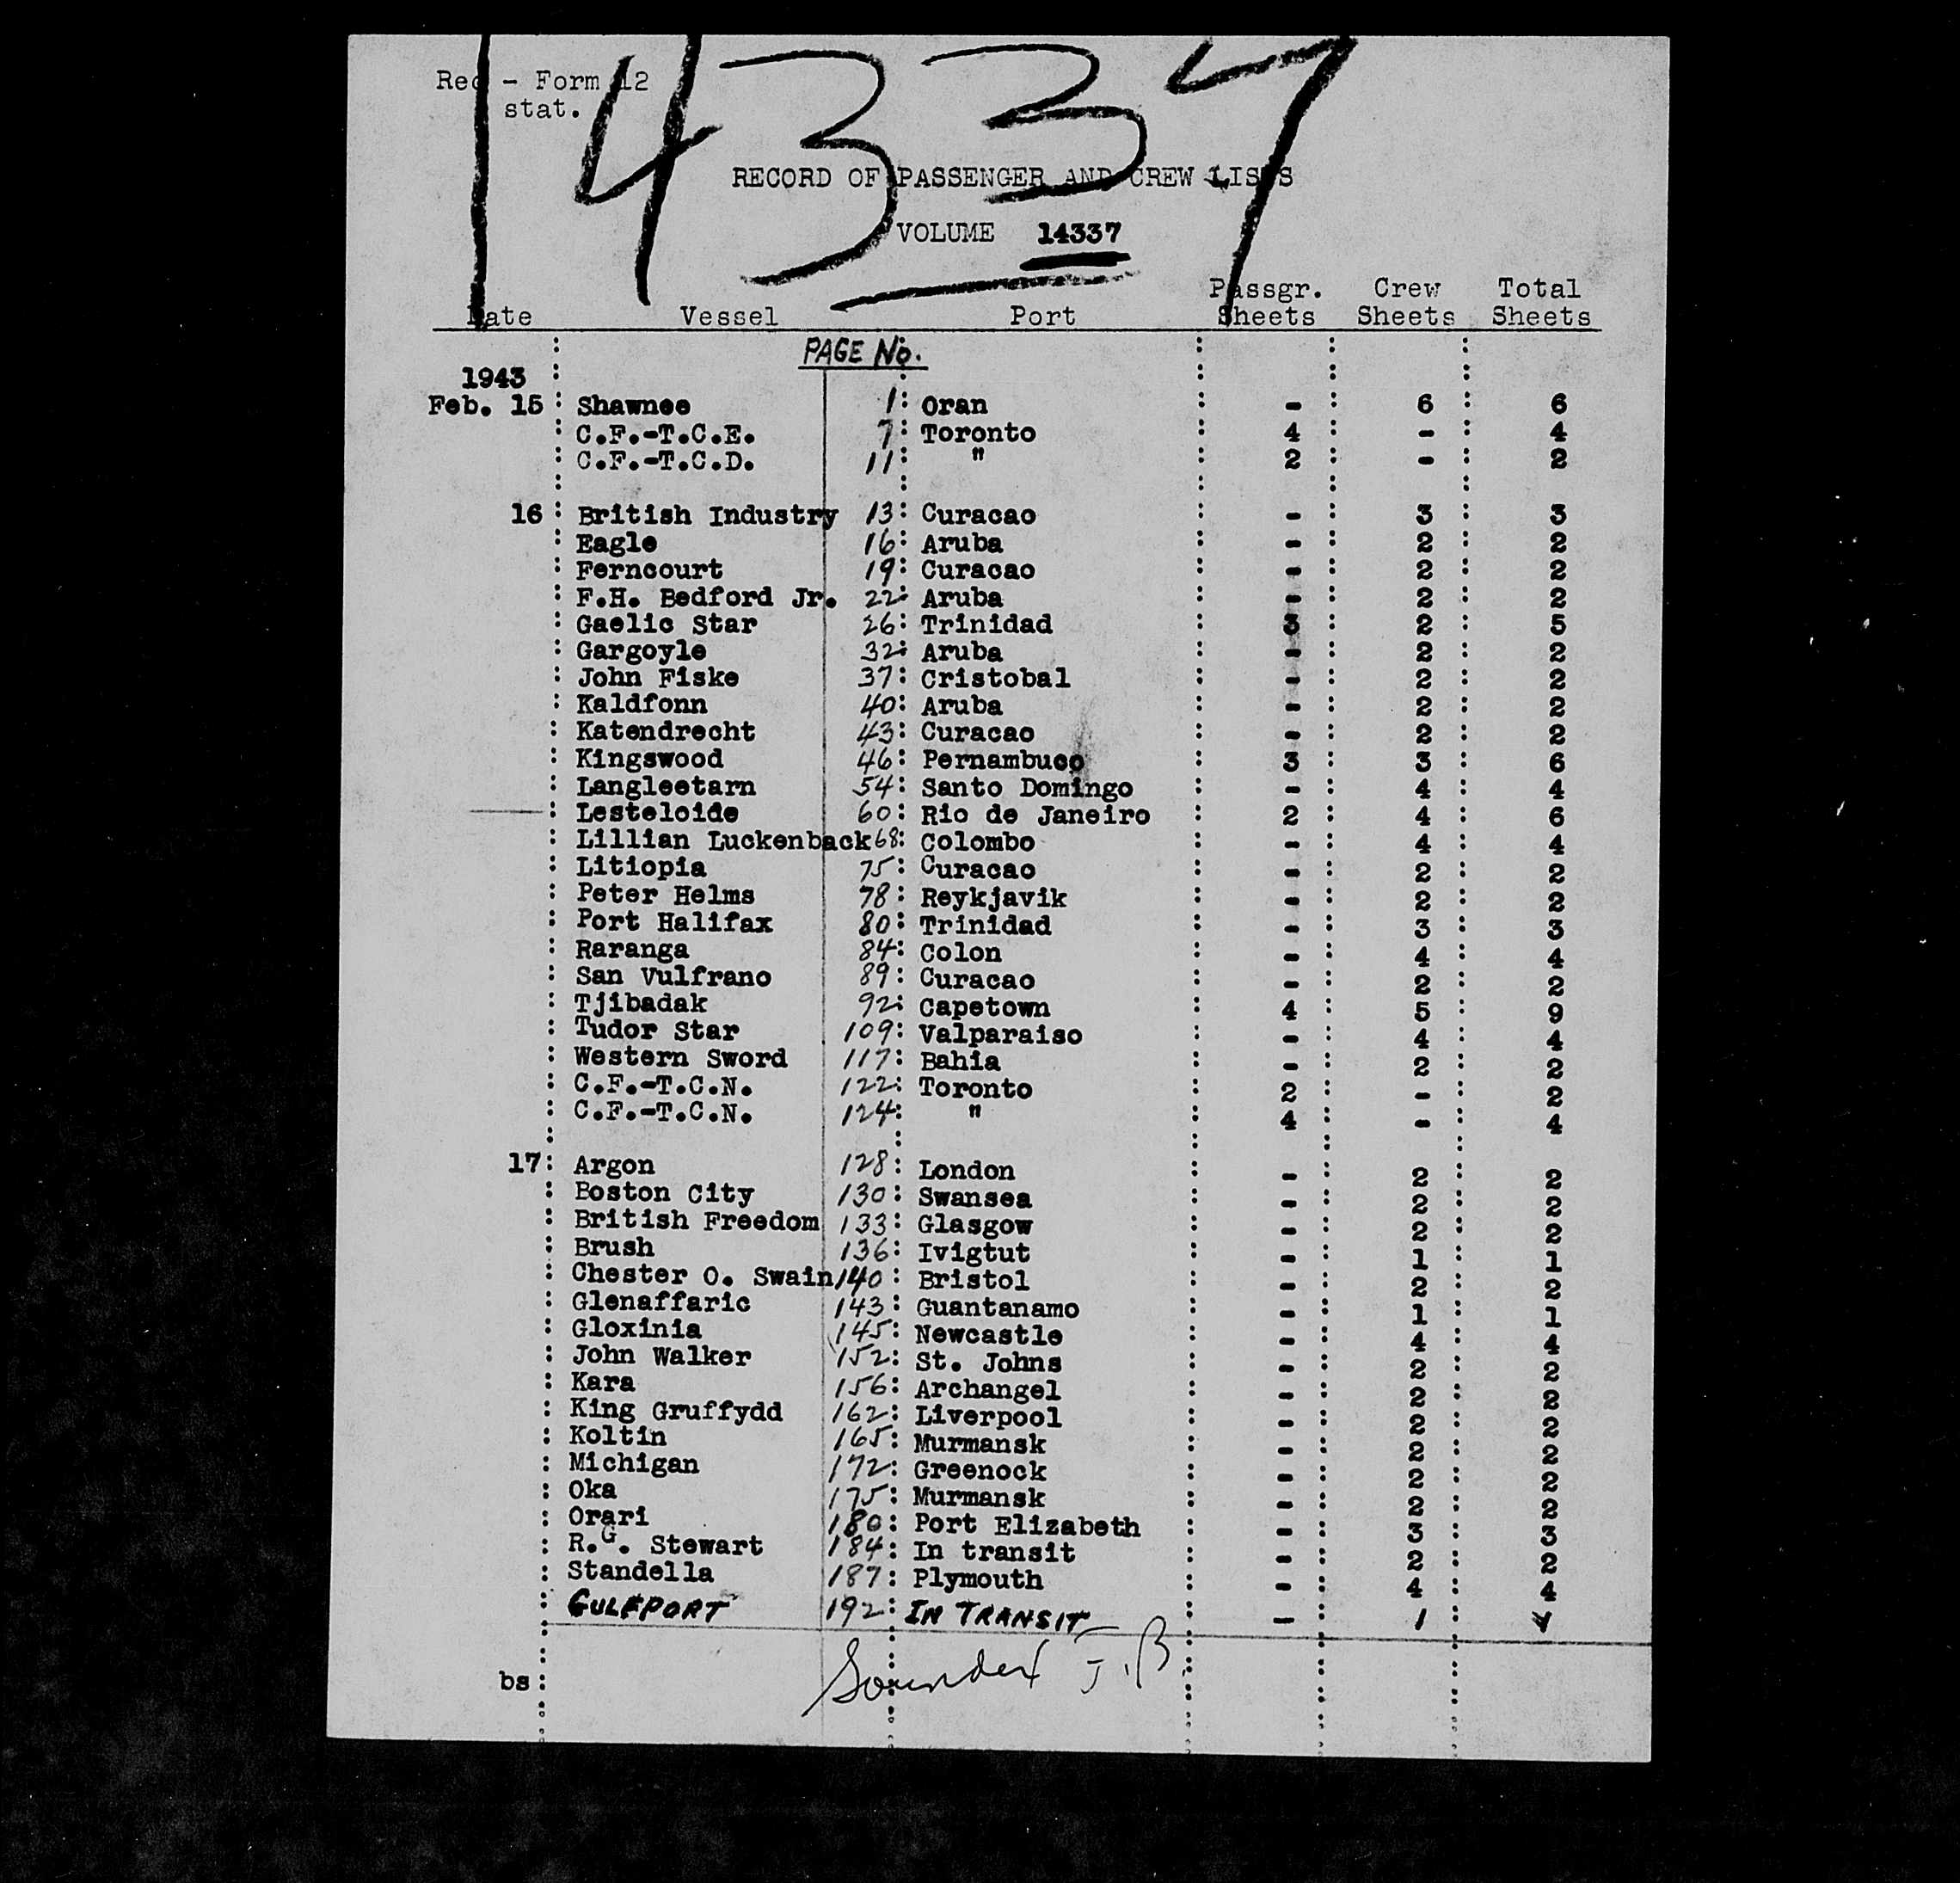 14337
Rec - Form 12
stat.
RECORD OF PASSENGER AND CREW LISTS
VOLUME 14337
Date Vessel Port Passgr. Sheets Crew Sheets Total Sheets
PAGE No.
1943
Feb. 15 : Shawnee 1 : Oran : - : 6 : 6
: C.F.-T.C.E. 7 : Toronto : 4 : - : 4
: C.F.-T.C.D. 11 : " : 2 : - : 2
16 : British Industry 13 : Curacao : - : 3 : 3
: Eagle 16 : Aruba : - : 2 : 2
: Ferncourt 19 : Curacao : - : 2 : 2
: F.H. Bedford Jr. 22 : Aruba : - : 2 : 2
: Gaelic Star 26 : Trinidad : 3 : 2 : 5
: Gargoyle 32 : Aruba : - : 2 : 2
: John Fiske 37 : Cristobal : - : 2 : 2
: Kaldfonn 40 : Aruba : - : 2 : 2
: Katendrecht 43 : Curacao : - : 2 : 2
: Kingswood 46 : Pernambuco : 3 : 3 : 6
: Langleetarn 54 : Santo Domingo : - : 4 : 4
: Lesteloide 60 : Rio de Janeiro : 2 : 4 : 6
: Lillian Luckenback 68 : Colombo : - : 4 : 4
: Litiopia 75 : Curacao : - : 2 : 2
: Peter Helms 78 : Reykjavik : - : 2 : 2
: Port Halifax 80 : Trinidad : - : 3 : 3
: Raranga 84 : Colon : - : 4 : 4
: San Vulfrano 89 : Curacao : - : 2 : 2
: Tjibadak 92 : Capetown : 4 : 5 : 9
: Tudor Star 109 : Valparaiso : - : 4 : 4
: Western Sword 117 : Bahia : - : 2 : 2
: C.F.-T.C.N. 122 : Toronto : 2 : - : 2
: C.F.-T.C.N. 124 : " : 4 : - : 4
17 : Argon 128 : London : - : 2 : 2
: Boston City 130 : Swansea : - : 2 : 2
: British Freedom 133 : Glasgow : - : 2 : 2
: Brush 136 : Ivigtut : - : 1 : 1
: Chester O. Swain 140 : Bristol : - : 2 : 2
: Glenaffaric 143 : Guantanamo : - : 1 : 1
: Gloxinia 145 : Newcastle : - : 4 : 4
: John Walker 152 : St. Johns : - : 2 : 2
: Kara 156 : Archangel : - : 2 : 2
: King Gruffydd 162 : Liverpool : - : 2 : 2
: Koltin 165 : Murmansk : - : 2 : 2
: Michigan 172 : Greenock : - : 2 : 2
: Oka 175 : Murmansk : - : 2 : 2
: Orari 180 : Port Elizabeth : - : 3 : 3
: R.G. Stewart 184 : In transit : - : 2 : 2
: Standella 187 : Plymouth : - : 4 : 4
: GULFPORT 192 : IN TRANSIT : - : 1 :
J.B.
bs :